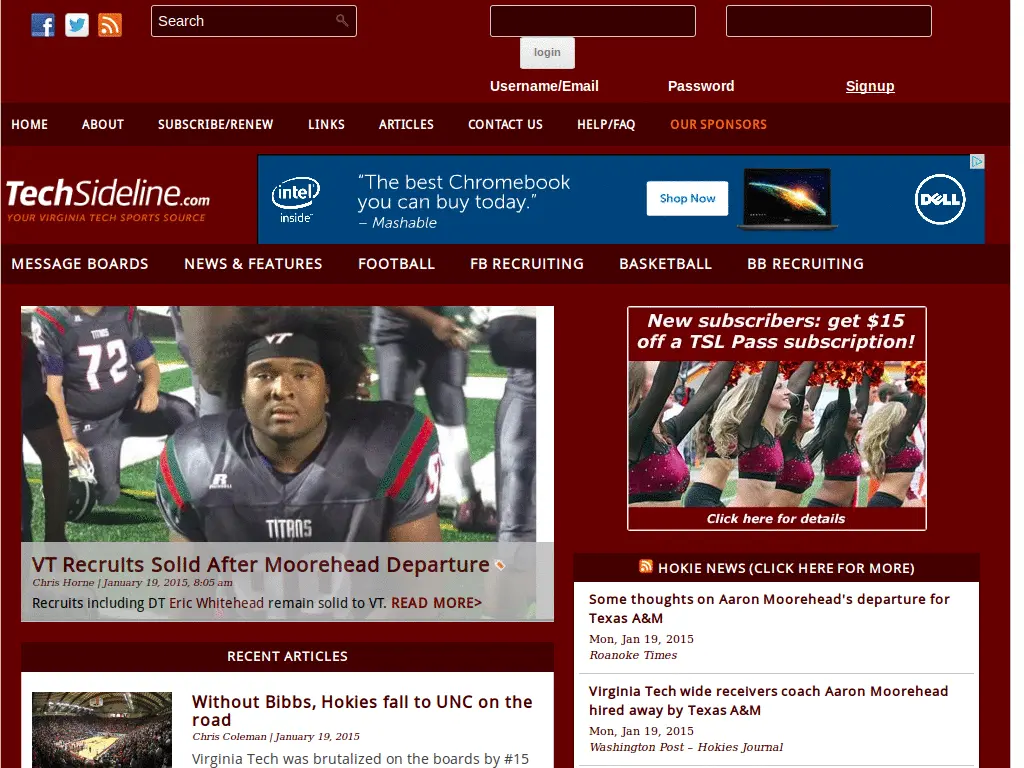 Search
login
Username/Email
Password
Signup
HOME
ABOUT
SUBSCRIBE/RENEW
LINKS
ARTICLES
CONTACT US
HELP/FAQ
OUR SPONSORS
TechSideline.com
YOUR VIRGINIA TECH SPORTS SOURCE
intel
inside
“The best Chromebook
you can buy today.”
– Mashable
Shop Now
DELL
MESSAGE BOARDS
NEWS & FEATURES
FOOTBALL
FB RECRUITING
BASKETBALL
BB RECRUITING
TITANS
72
VT
R
TITANS
VT Recruits Solid After Moorehead Departure
Chris Horne | January 19, 2015, 8:05 am
Recruits including DT Eric Whitehead remain solid to VT. READ MORE>
New subscribers: get $15
off a TSL Pass subscription!
Click here for details
HOKIE NEWS (CLICK HERE FOR MORE)
Some thoughts on Aaron Moorehead's departure for
Texas A&M
Mon, Jan 19, 2015
Roanoke Times
Virginia Tech wide receivers coach Aaron Moorehead
hired away by Texas A&M
Mon, Jan 19, 2015
Washington Post – Hokies Journal
RECENT ARTICLES
Without Bibbs, Hokies fall to UNC on the
road
Chris Coleman | January 19, 2015
Virginia Tech was brutalized on the boards by #15